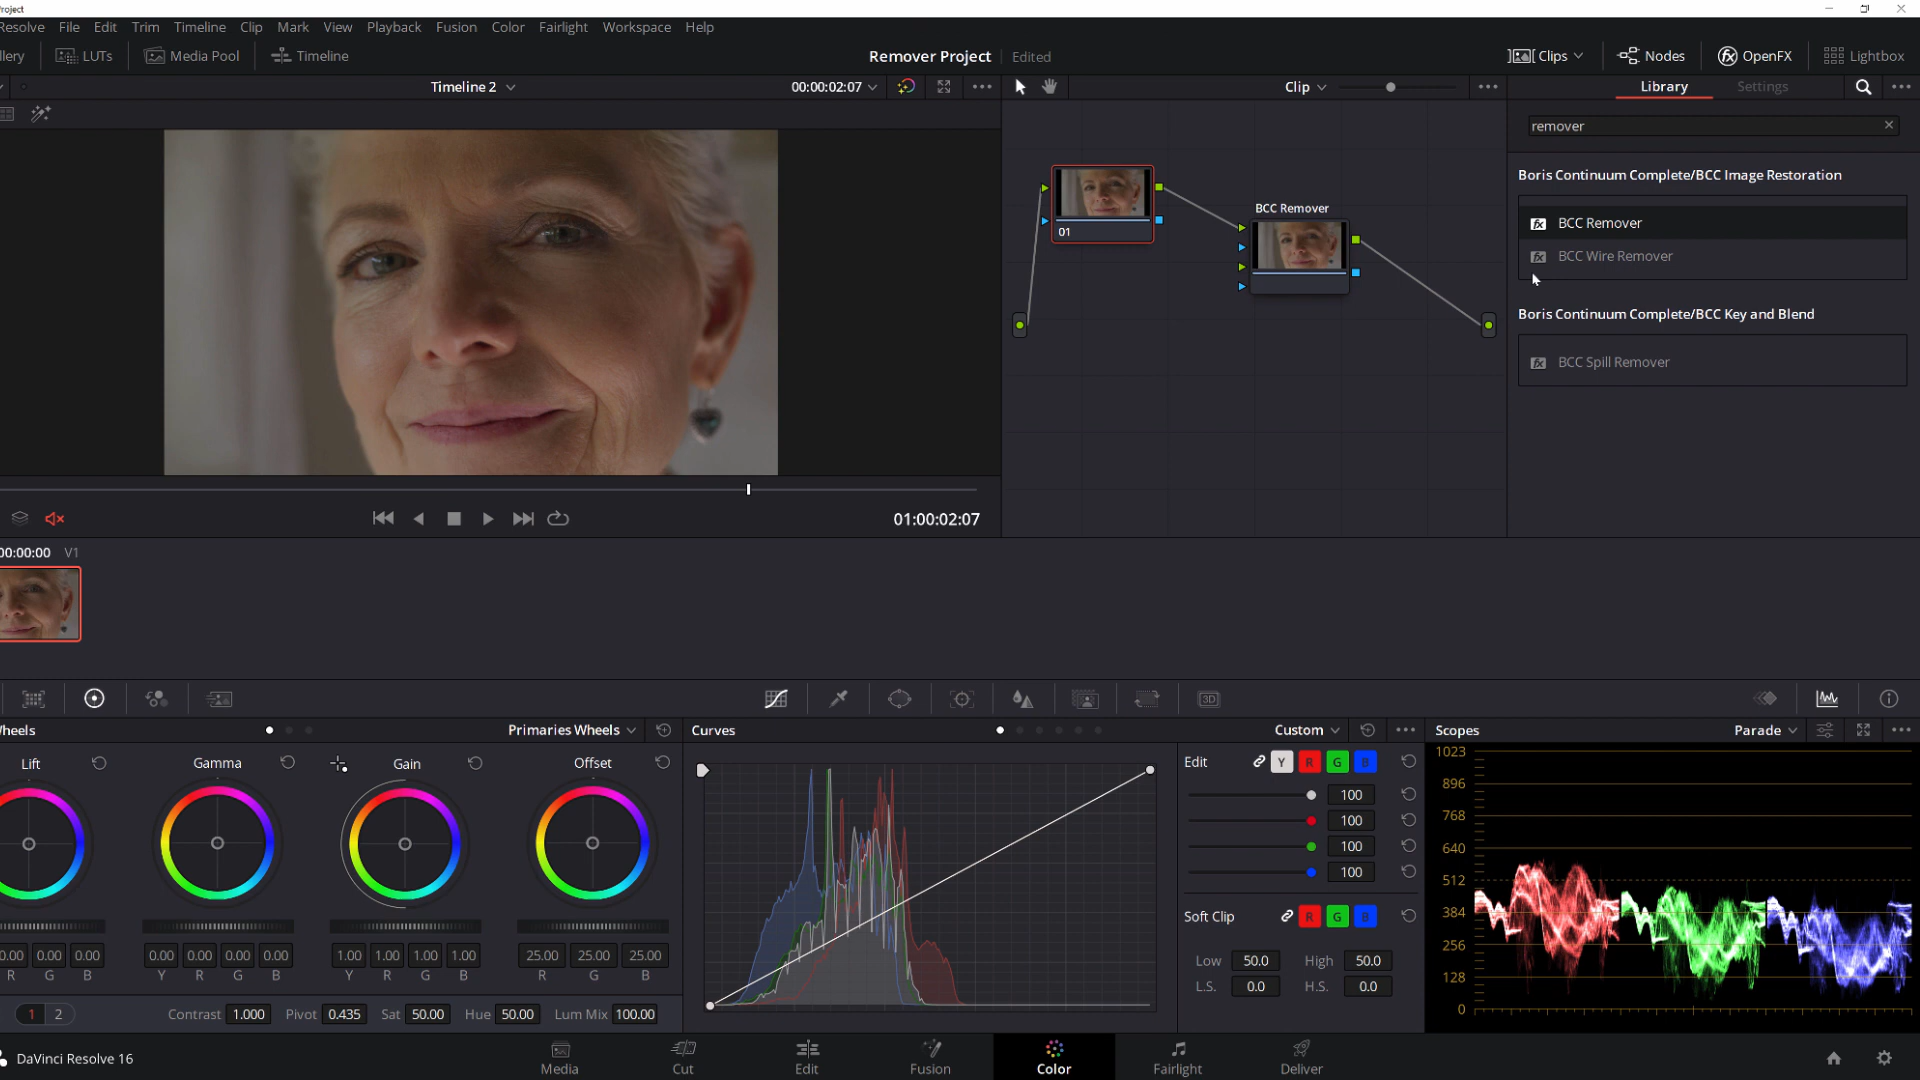 roject
Resolve File Edit Trim Timeline Clip Mark View Playback Fusion Color Fairlight Workspace Help
llery LUTs Media Pool Timeline Remover Project Edited Clips Nodes OpenFX Lightbox
Timeline 2 00:00:02:07 Clip Library Settings
remover
Boris Continuum Complete/BCC Image Restoration
BCC Remover
BCC Wire Remover
Boris Continuum Complete/BCC Key and Blend
BCC Spill Remover
BCC Remover
01
01:00:02:07
00:00:00 V1
Wheels Primaries Wheels Curves Custom Scopes Parade
Lift Gamma Gain Offset
0.00 0.00 0.00 0.00 0.00 0.00 0.00 1.00 1.00 1.00 1.00 25.00 25.00 25.00
R G B Y R G B Y R G B R G B
1 2 Contrast 1.000 Pivot 0.435 Sat 50.00 Hue 50.00 Lum Mix 100.00
Edit Y R G B
100
100
100
100
Soft Clip R G B
Low 50.0 High 50.0
L.S. 0.0 H.S. 0.0
1023
896
768
640
512
384
256
128
0
DaVinci Resolve 16 Media Cut Edit Fusion Color Fairlight Deliver